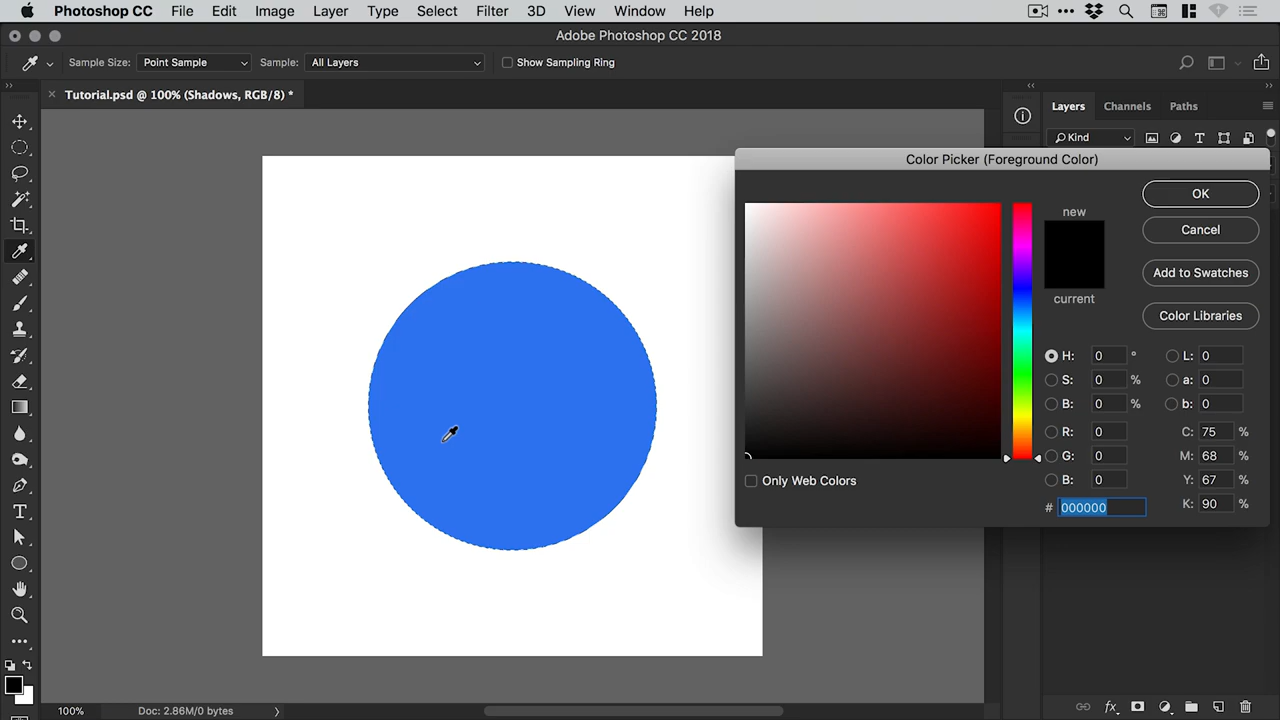 Photoshop CC File Edit Image Layer Type Select Filter 3D View Window Help
Adobe Photoshop CC 2018
Sample Size: Point Sample Sample: All Layers Show Sampling Ring
Tutorial.psd @ 100% (Shadows, RGB/8) *
Layers Channels Paths
Kind
Color Picker (Foreground Color)
new
current
OK
Cancel
Add to Swatches
Color Libraries
H: 0 ° L: 0
S: 0 % a: 0
B: 0 % b: 0
R: 0 C: 75 %
G: 0 M: 68 %
B: 0 Y: 67 %
# 000000 K: 90 %
Only Web Colors
100% Doc: 2.86M/0 bytes